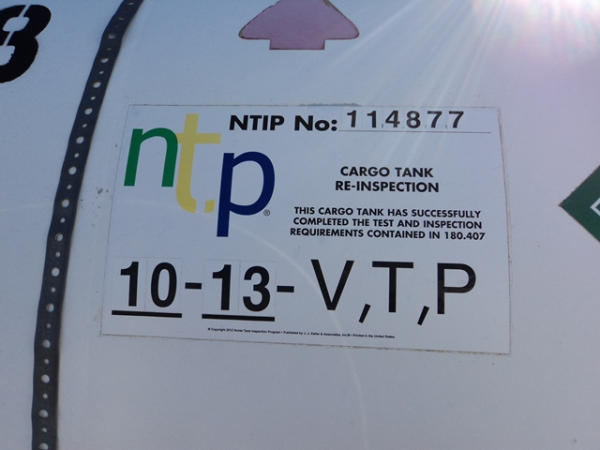 8
ntp®
NTIP No: 114877
CARGO TANK
RE-INSPECTION
THIS CARGO TANK HAS SUCCESSFULLY
COMPLETED THE TEST AND INSPECTION
REQUIREMENTS CONTAINED IN 180.407
10-13-V,T,P